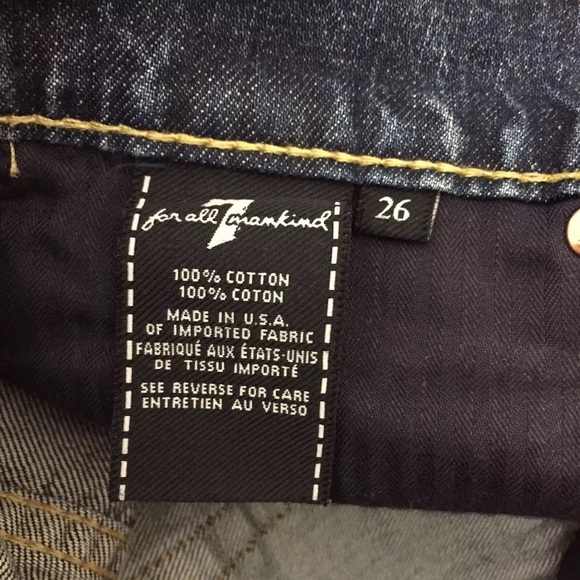 for all 7 mankind
26
100% COTTON
100% COTON
MADE IN U.S.A.
OF IMPORTED FABRIC
FABRIQUÉ AUX ÉTATS-UNIS
DE TISSU IMPORTÉ
SEE REVERSE FOR CARE
ENTRETIEN AU VERSO